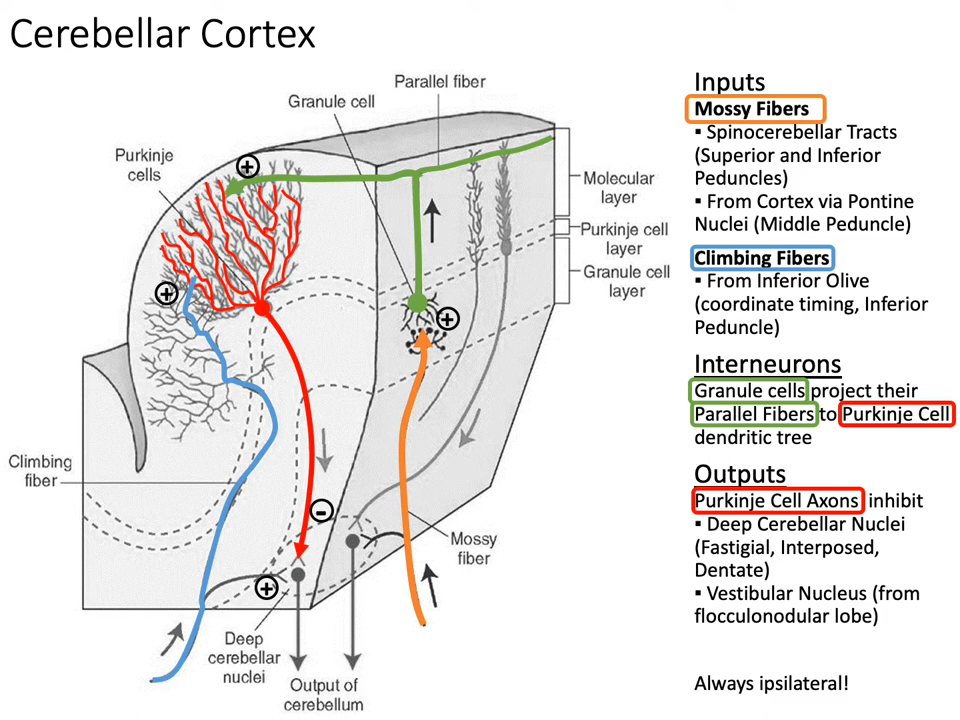 Cerebellar Cortex
Parallel fiber
Granule cell
Purkinje
cells
+
Molecular
layer
Purkinje cell
layer
Granule cell
layer
+
+
Climbing
fiber
-
Mossy
fiber
+
Deep
cerebellar
nuclei
Output of
cerebellum
Inputs
Mossy Fibers
▪ Spinocerebellar Tracts
(Superior and Inferior
Peduncles)
▪ From Cortex via Pontine
Nuclei (Middle Peduncle)
Climbing Fibers
▪ From Inferior Olive
(coordinate timing, Inferior
Peduncle)
Interneurons
Granule cells project their
Parallel Fibers to Purkinje Cell
dendritic tree
Outputs
Purkinje Cell Axons inhibit
▪ Deep Cerebellar Nuclei
(Fastigial, Interposed,
Dentate)
▪ Vestibular Nucleus (from
flocculonodular lobe)
Always ipsilateral!